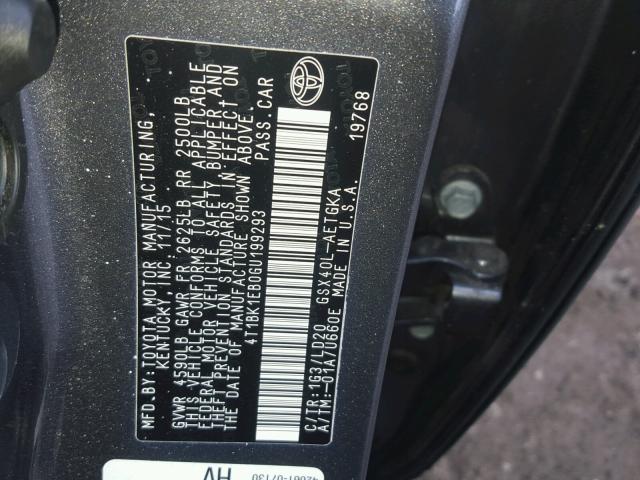 MFD.BY:TOYOTA MOTOR MANUFACTURING,
KENTUCKY, INC. 11/15
GVWR 4590LB GAWR FR 2625LB RR 2500LB
THIS VEHICLE CONFORMS TO ALL APPLICABLE
FEDERAL MOTOR VEHICLE SAFETY, BUMPER, AND
THEFT PREVENTION STANDARDS IN EFFECT ON
THE DATE OF MANUFACTURE SHOWN ABOVE.
4T1BK1EB0GU199293 PASS.CAR
C/TR:1G3/LD20 GSX40L-AETGKA
A/TM:-01A/U660E MADE IN U.S.A.
19768
42661-07130
HV